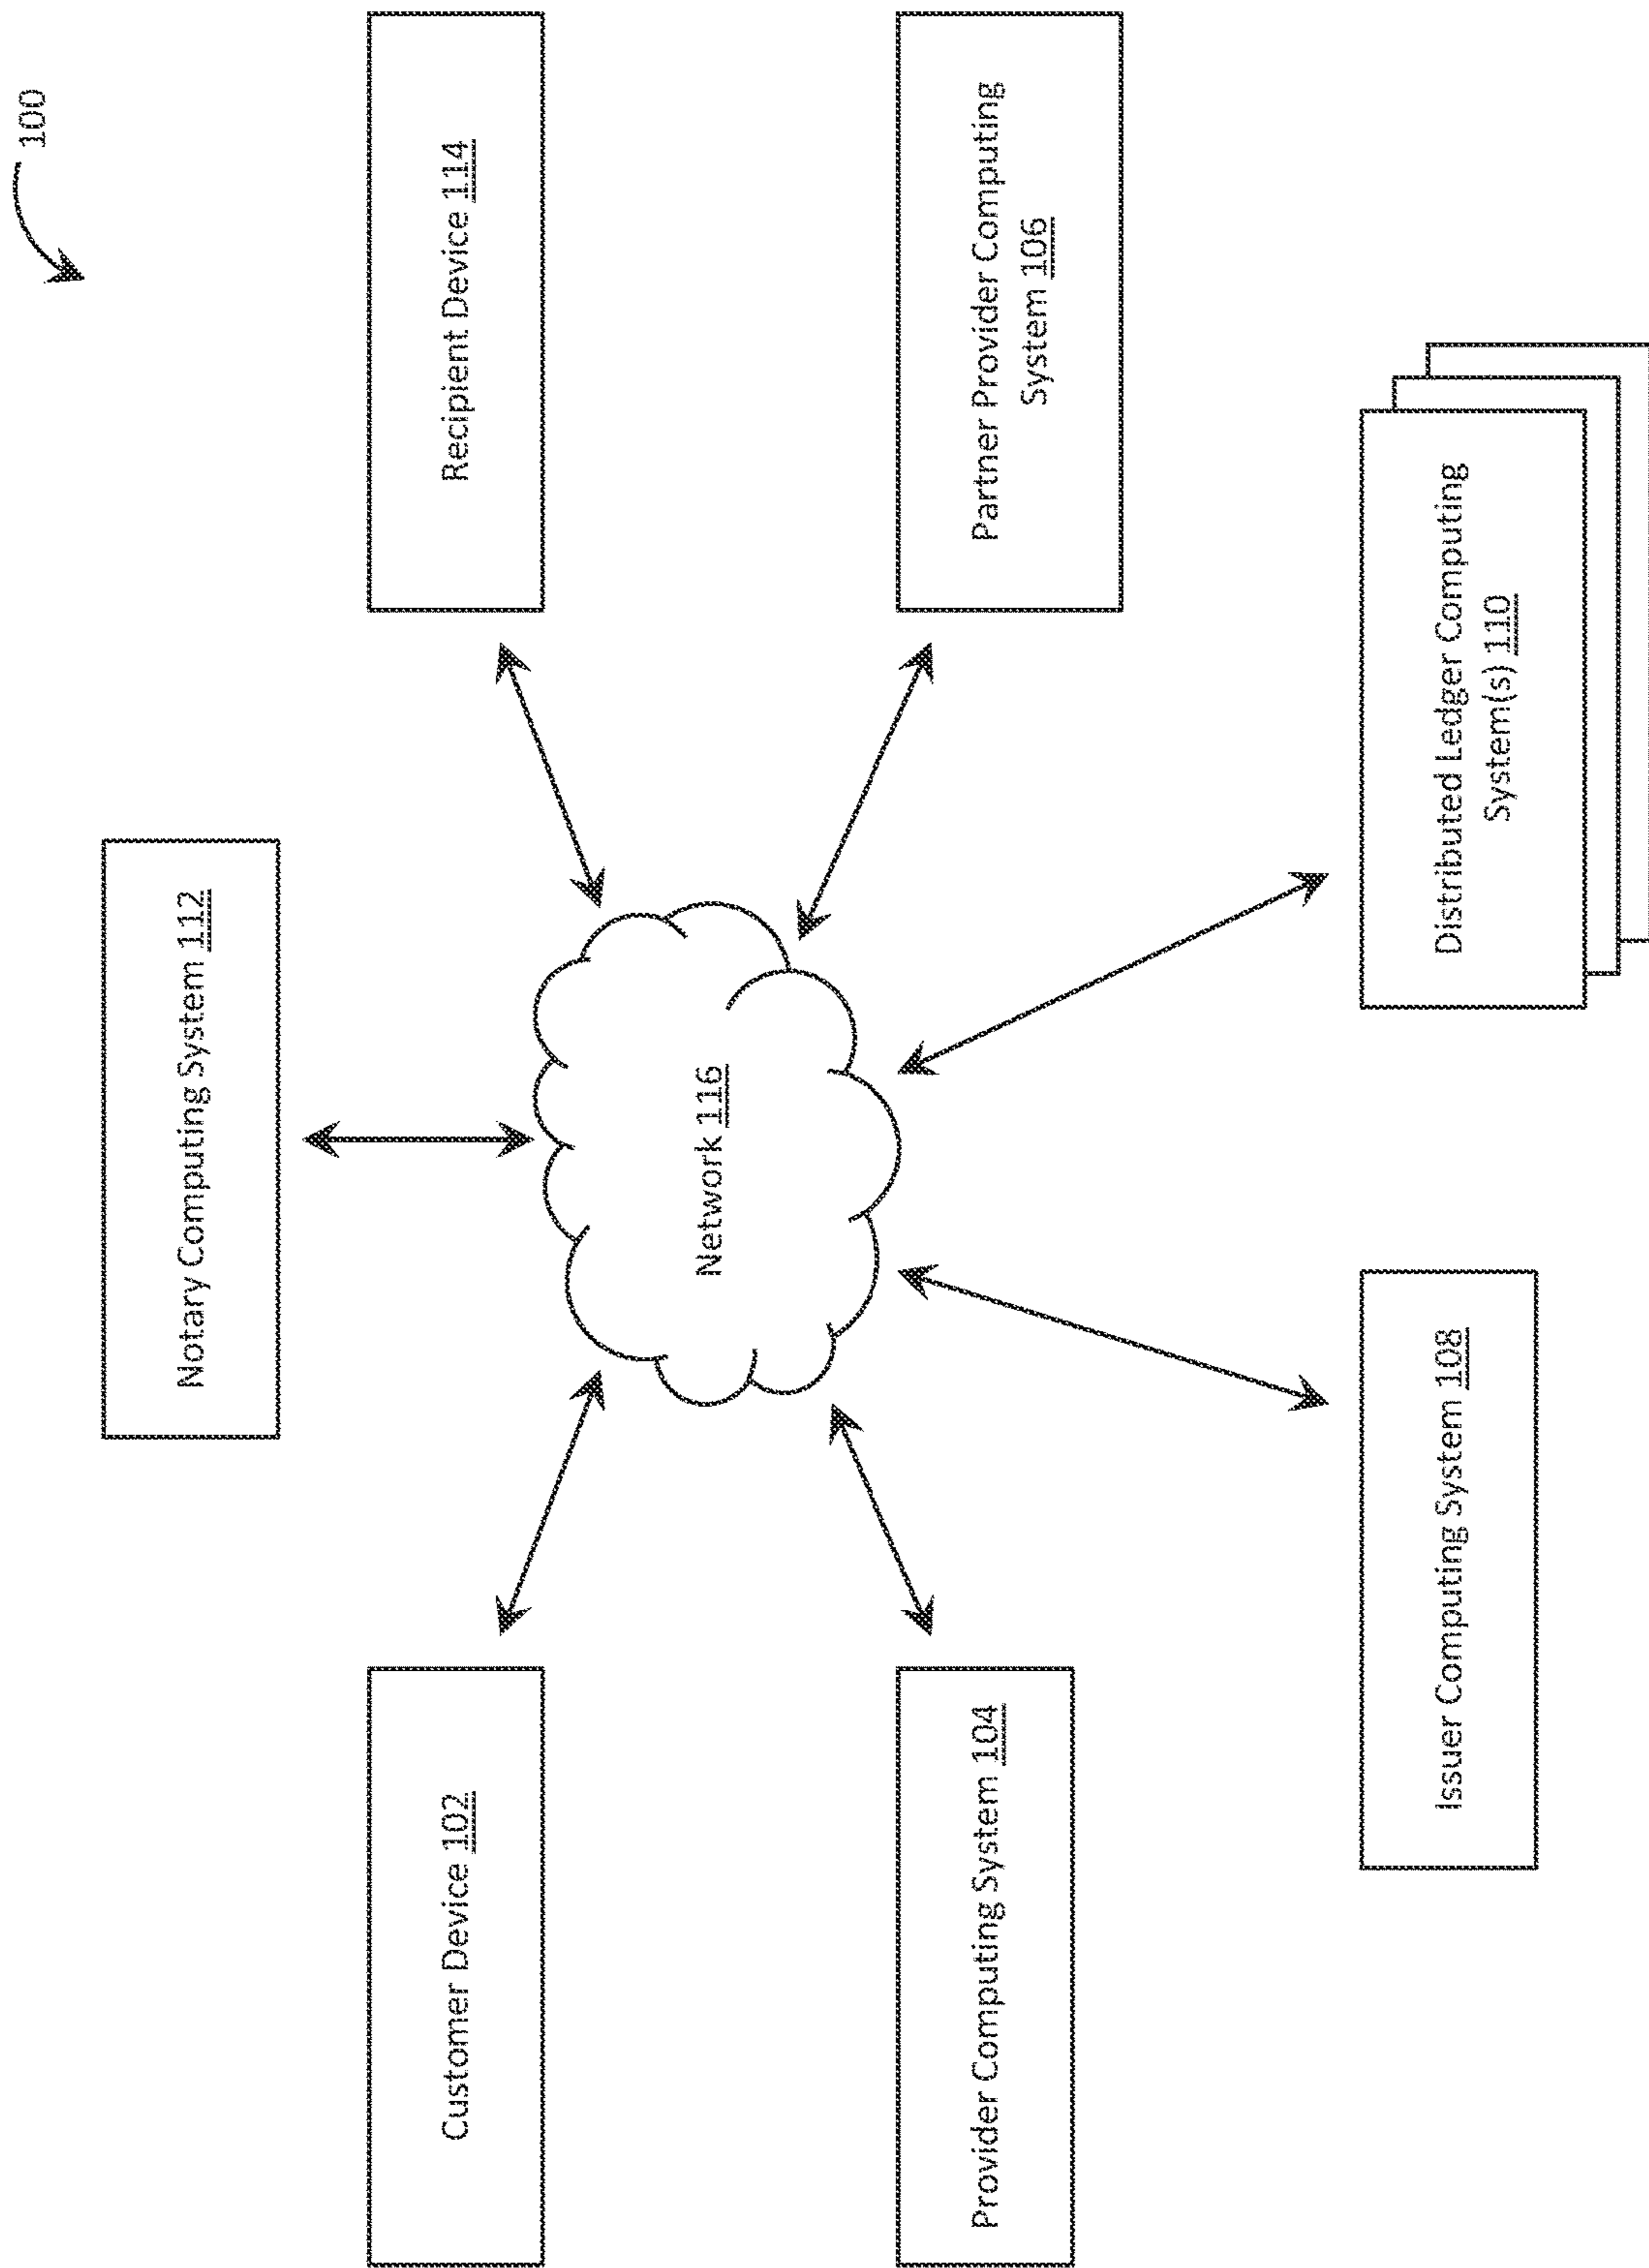 100
Notary Computing System 112
Customer Device 102
Recipient Device 114
Network 116
Provider Computing System 104
Partner Provider Computing
System 106
Issuer Computing System 108
Distributed Ledger Computing
System(s) 110